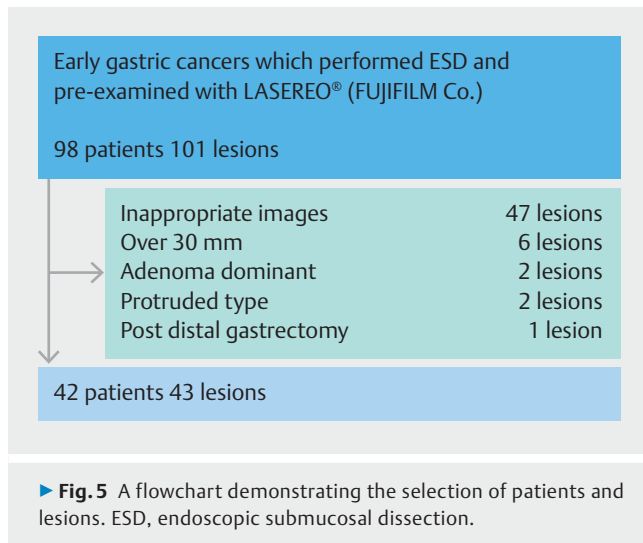 Early gastric cancers which performed ESD and
pre-examined with LASEREO® (FUJIFILM Co.)
98 patients 101 lesions
Inappropriate images 47 lesions
Over 30 mm 6 lesions
Adenoma dominant 2 lesions
Protruded type 2 lesions
Post distal gastrectomy 1 lesion
42 patients 43 lesions
▶ Fig. 5 A flowchart demonstrating the selection of patients and
lesions. ESD, endoscopic submucosal dissection.